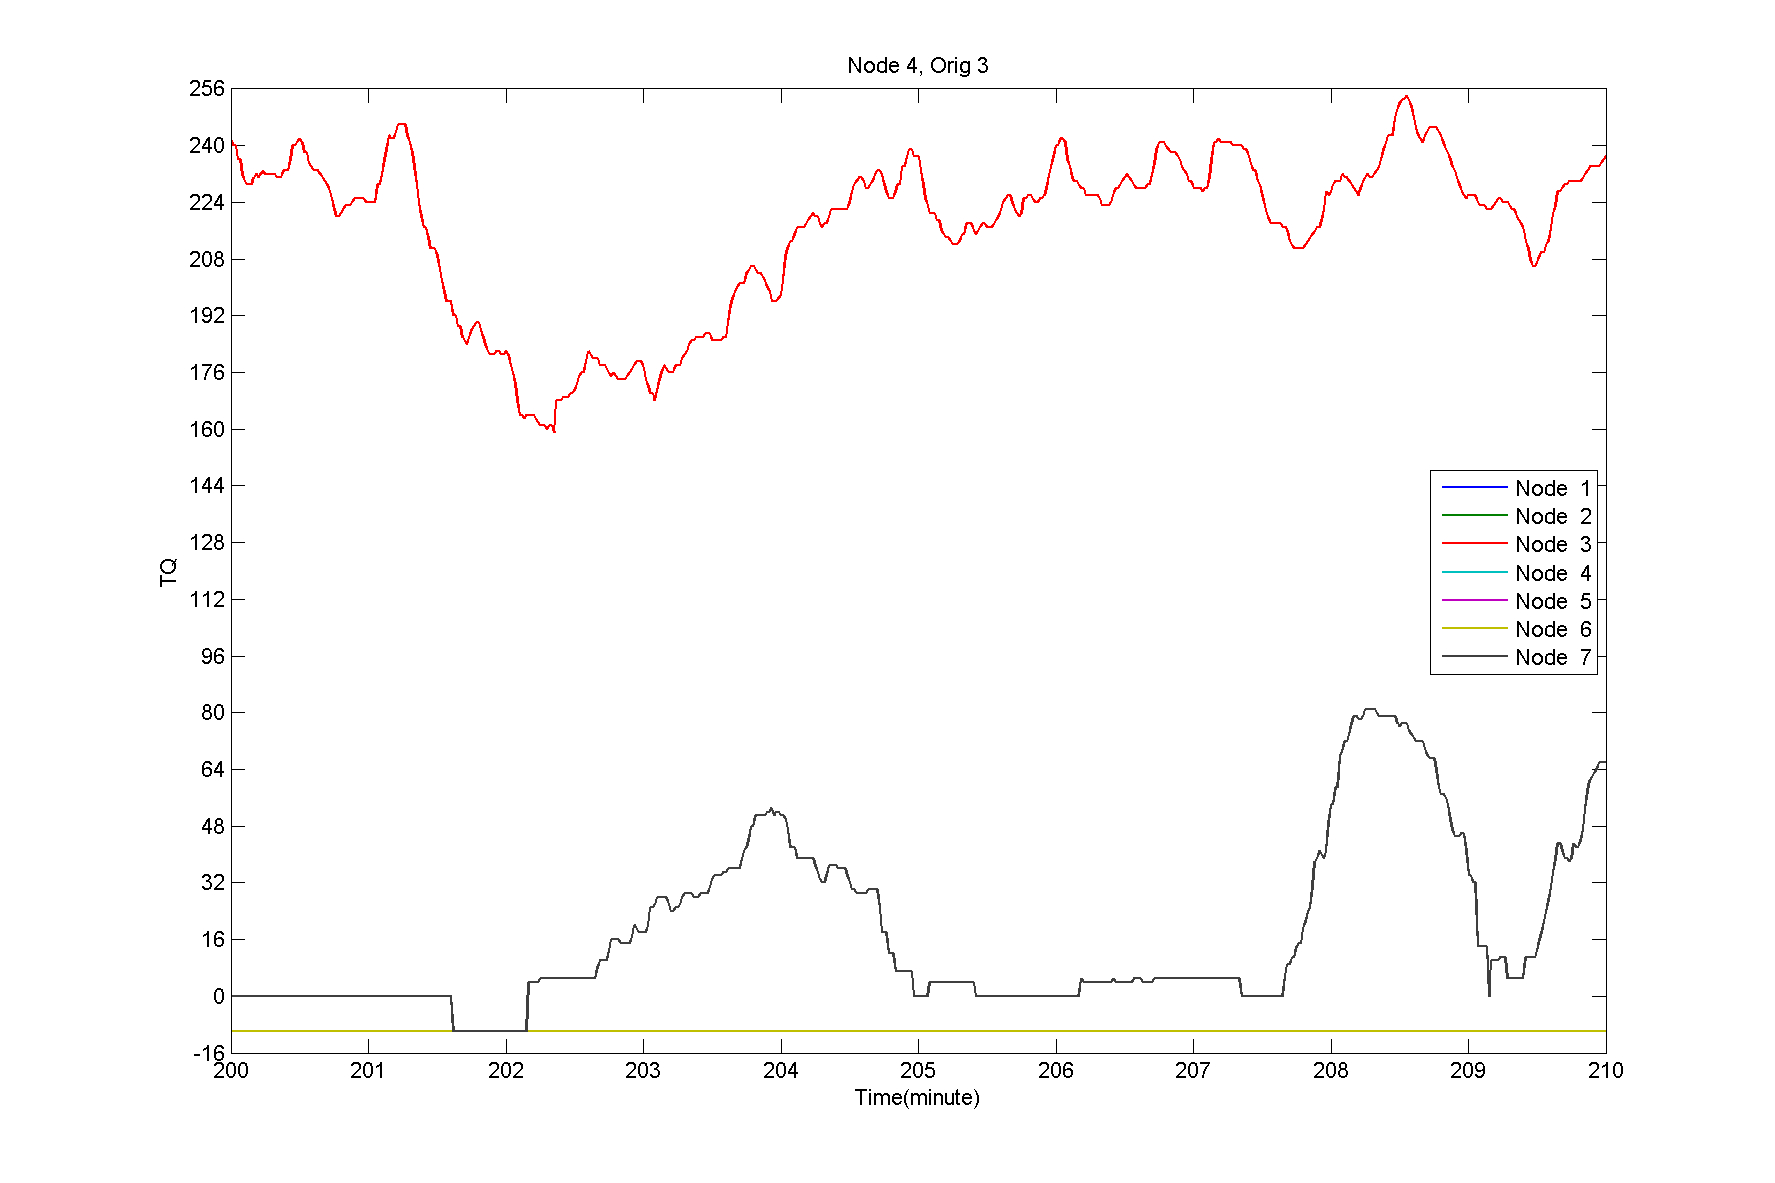 Node 4, Orig 3
256
240
224
208
192
176
160
144
128
112
96
80
64
48
32
16
0
-16
TQ
Node 1
Node 2
Node 3
Node 4
Node 5
Node 6
Node 7
200 201 202 203 204 205 206 207 208 209 210
Time(minute)